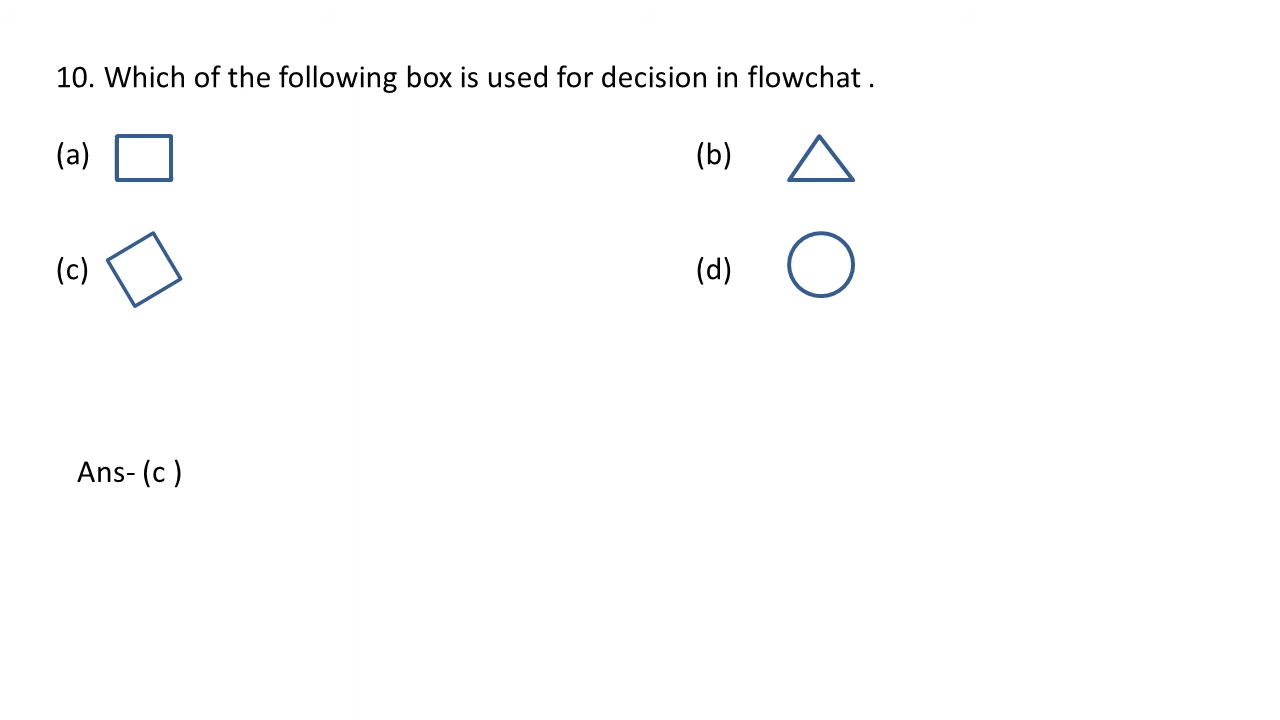 10. Which of the following box is used for decision in flowchat .
(a) (b)
(c) (d)
Ans- (c )